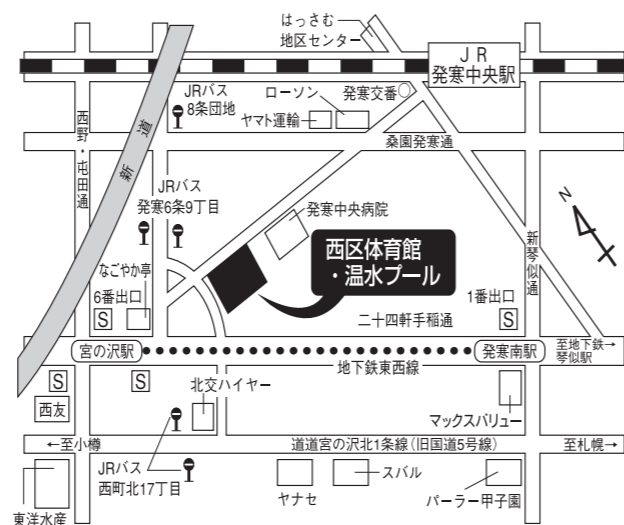 はっさむ
地区センター
JR
発寒中央駅
JRバス
8条団地
ローソン
発寒交番
ヤマト運輸
西野・屯田通
新道
桑園発寒通
JRバス
発寒6条9丁目
発寒中央病院
N
新琴似通
西区体育館
・温水プール
なごやか亭
6番出口
S
1番出口
S
二十四軒手稲通
宮の沢駅
発寒南駅
至地下鉄→
琴似駅
地下鉄東西線
S
S
北交ハイヤー
西友
マックスバリュー
←至小樽
道道宮の沢北1条線(旧国道5号線)
至札幌→
JRバス
西町北17丁目
ヤナセ
スバル
パーラー甲子園
東洋水産